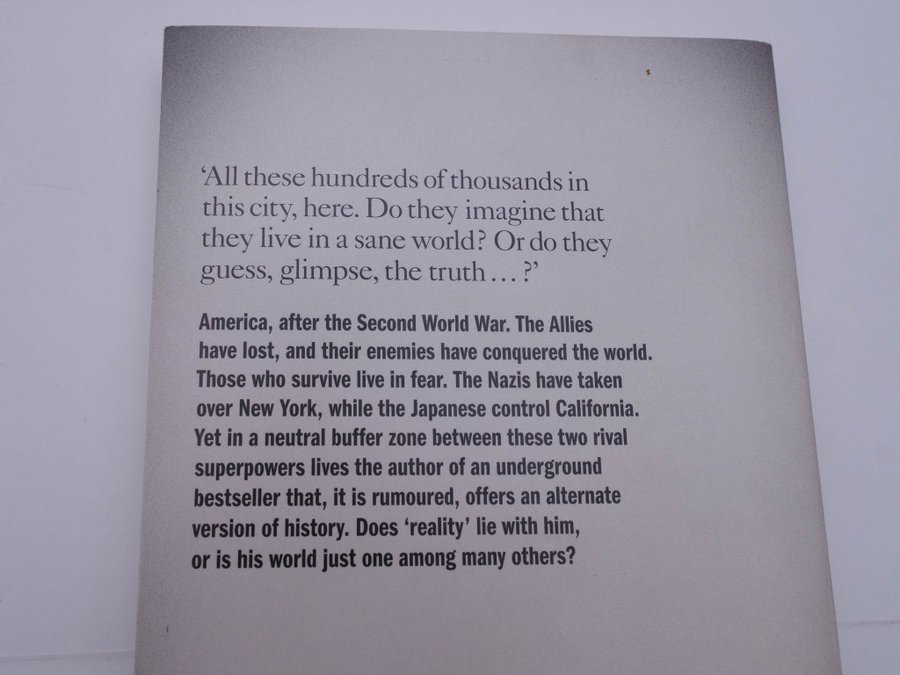 ‘All these hundreds of thousands in
this city, here. Do they imagine that
they live in a sane world? Or do they
guess, glimpse, the truth . . . ?’
America, after the Second World War. The Allies
have lost, and their enemies have conquered the world.
Those who survive live in fear. The Nazis have taken
over New York, while the Japanese control California.
Yet in a neutral buffer zone between these two rival
superpowers lives the author of an underground
bestseller that, it is rumoured, offers an alternate
version of history. Does ‘reality’ lie with him,
or is his world just one among many others?